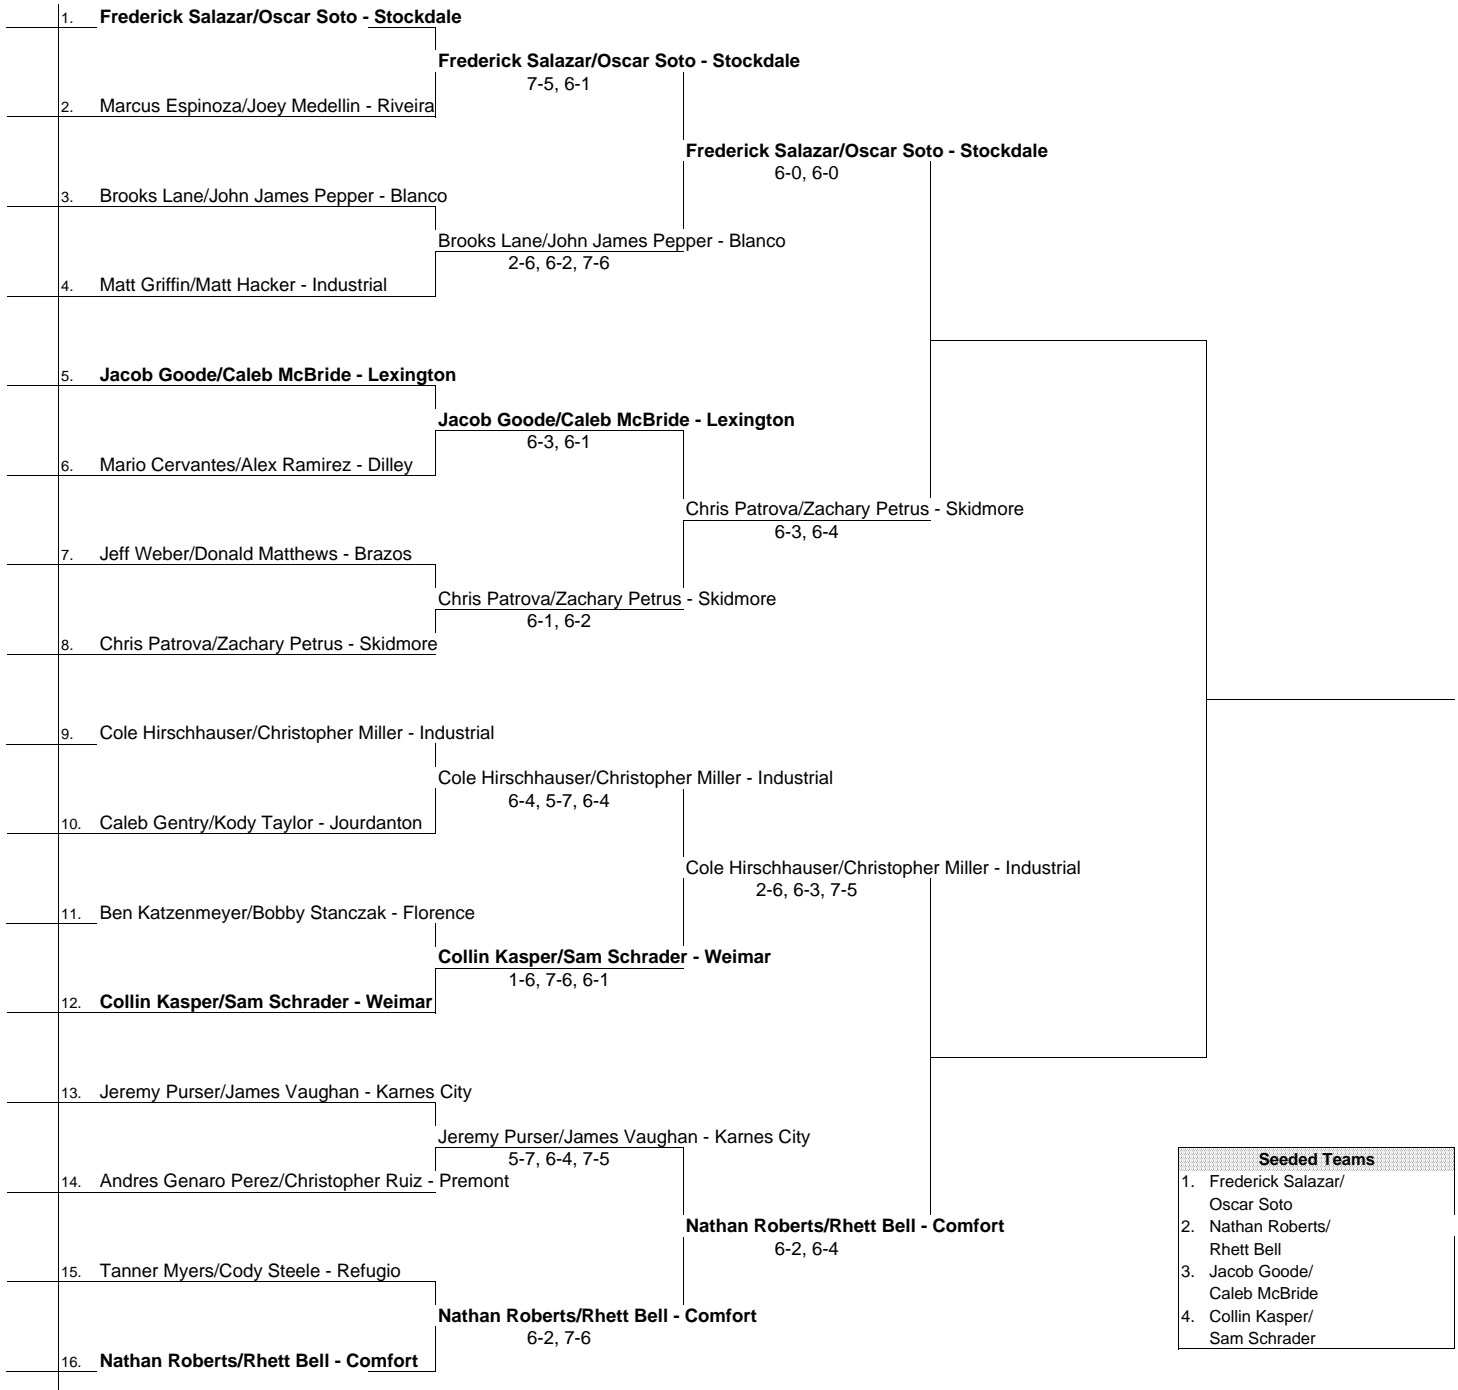 1. Frederick Salazar/Oscar Soto - Stockdale
Frederick Salazar/Oscar Soto - Stockdale
7-5, 6-1
2. Marcus Espinoza/Joey Medellin - Riveira
Frederick Salazar/Oscar Soto - Stockdale
6-0, 6-0
3. Brooks Lane/John James Pepper - Blanco
Brooks Lane/John James Pepper - Blanco
2-6, 6-2, 7-6
4. Matt Griffin/Matt Hacker - Industrial
5. Jacob Goode/Caleb McBride - Lexington
Jacob Goode/Caleb McBride - Lexington
6-3, 6-1
6. Mario Cervantes/Alex Ramirez - Dilley
Chris Patrova/Zachary Petrus - Skidmore
6-3, 6-4
7. Jeff Weber/Donald Matthews - Brazos
Chris Patrova/Zachary Petrus - Skidmore
6-1, 6-2
8. Chris Patrova/Zachary Petrus - Skidmore
9. Cole Hirschhauser/Christopher Miller - Industrial
Cole Hirschhauser/Christopher Miller - Industrial
6-4, 5-7, 6-4
10. Caleb Gentry/Kody Taylor - Jourdanton
Cole Hirschhauser/Christopher Miller - Industrial
2-6, 6-3, 7-5
11. Ben Katzenmeyer/Bobby Stanczak - Florence
Collin Kasper/Sam Schrader - Weimar
1-6, 7-6, 6-1
12. Collin Kasper/Sam Schrader - Weimar
13. Jeremy Purser/James Vaughan - Karnes City
Jeremy Purser/James Vaughan - Karnes City
5-7, 6-4, 7-5
14. Andres Genaro Perez/Christopher Ruiz - Premont
Nathan Roberts/Rhett Bell - Comfort
6-2, 6-4
15. Tanner Myers/Cody Steele - Refugio
Nathan Roberts/Rhett Bell - Comfort
6-2, 7-6
16. Nathan Roberts/Rhett Bell - Comfort
Seeded Teams
1. Frederick Salazar/
Oscar Soto
2. Nathan Roberts/
Rhett Bell
3. Jacob Goode/
Caleb McBride
4. Collin Kasper/
Sam Schrader